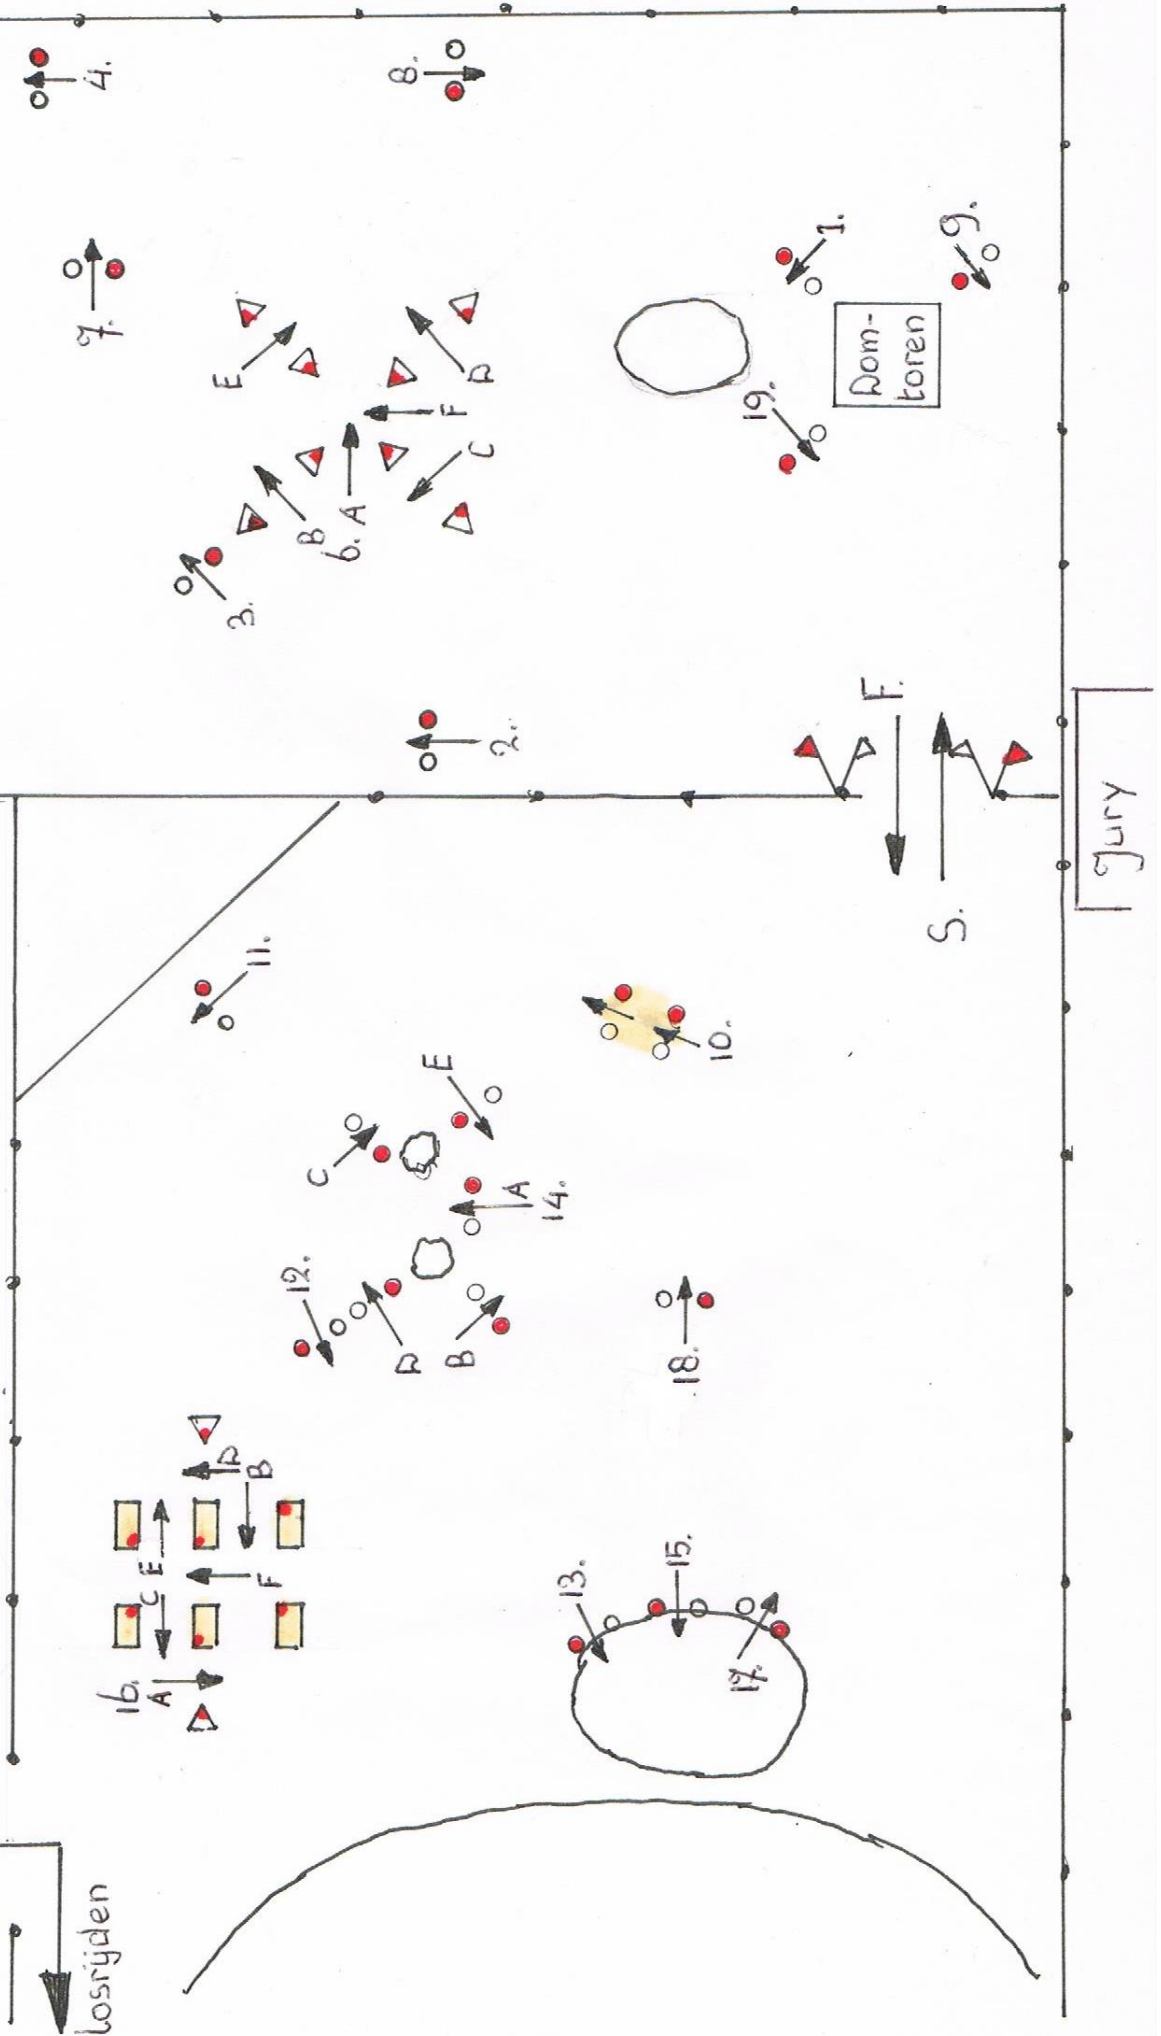 losrijden
4.
7.
16.
C
E
A
D
E
3.
11.
B
F
12.
B
C
6. A
8.
D
E
F
B
C
D
2.
A
14.
13.
15.
18.
10.
17.
19.
1.
Dom-
toren
F.
S.
9.
Jury